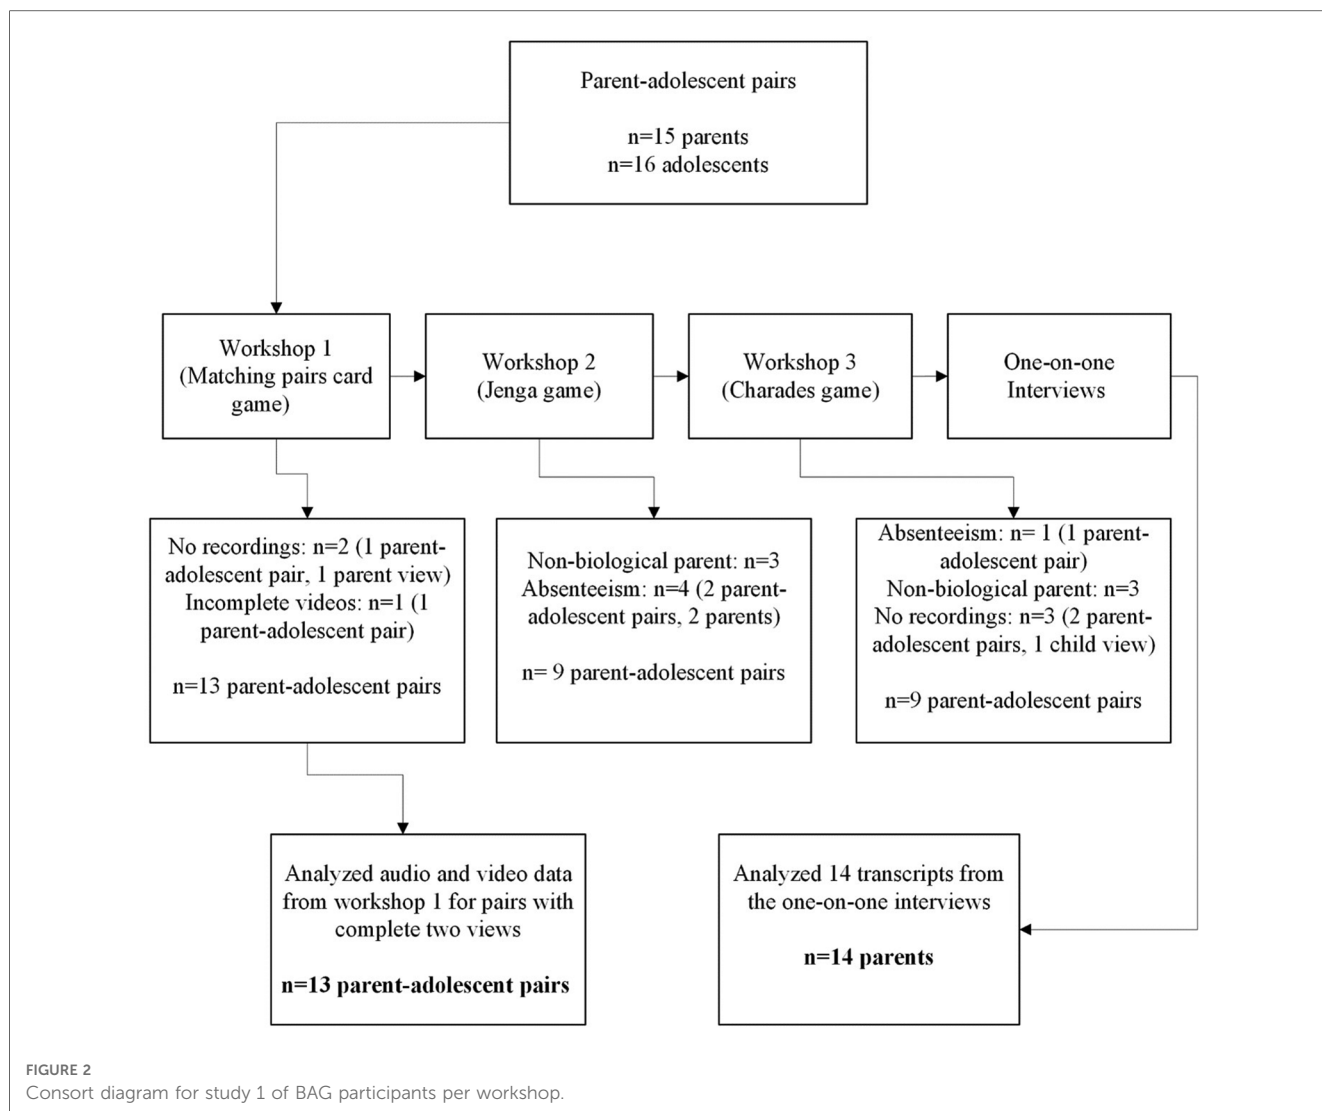 Parent-adolescent pairs
n=15 parents
n=16 adolescents
Workshop 1
(Matching pairs card
game)
Workshop 2
(Jenga game)
Workshop 3
(Charades game)
One-on-one
Interviews
No recordings: n=2 (1 parent-
adolescent pair, 1 parent view)
Incomplete videos: n=1 (1
parent-adolescent pair)
n=13 parent-adolescent pairs
Non-biological parent: n=3
Absenteeism: n=4 (2 parent-
adolescent pairs, 2 parents)
n= 9 parent-adolescent pairs
Absenteeism: n= 1 (1 parent-
adolescent pair)
Non-biological parent: n=3
No recordings: n=3 (2 parent-
adolescent pairs, 1 child view)
n=9 parent-adolescent pairs
Analyzed audio and video data
from workshop 1 for pairs with
complete two views
n=13 parent-adolescent pairs
Analyzed 14 transcripts from
the one-on-one interviews
n=14 parents
FIGURE 2
Consort diagram for study 1 of BAG participants per workshop.